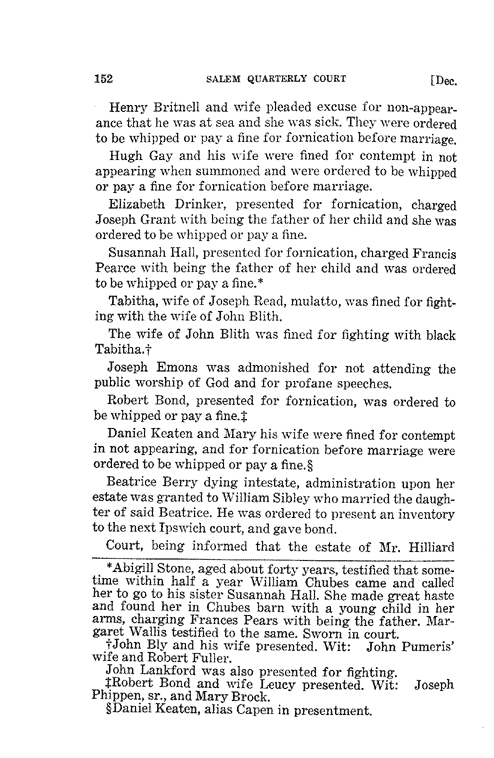 152 SALEM QUARTERLY COURT [Dec.
Henry Britnell and wife pleaded excuse for non-appear-
ance that he was at sea and she was sick. They were ordered
to be whipped or pay a fine for fornication before marriage.
Hugh Gay and his wife were fined for contempt in not
appearing when summoned and were ordered to be whipped
or pay a fine for fornication before marriage.
Elizabeth Drinker, presented for fornication, charged
Joseph Grant with being the father of her child and she was
ordered to be whipped or pay a fine.
Susannah Hall, presented for fornication, charged Francis
Pearce with being the father of her child and was ordered
to be whipped or pay a fine.*
Tabitha, wife of Joseph Read, mulatto, was fined for fight-
ing with the wife of John Blith.
The wife of John Blith was fined for fighting with black
Tabitha.†
Joseph Emons was admonished for not attending the
public worship of God and for profane speeches.
Robert Bond, presented for fornication, was ordered to
be whipped or pay a fine.‡
Daniel Keaten and Mary his wife were fined for contempt
in not appearing, and for fornication before marriage were
ordered to be whipped or pay a fine.§
Beatrice Berry dying intestate, administration upon her
estate was granted to William Sibley who married the daugh-
ter of said Beatrice. He was ordered to present an inventory
to the next Ipswich court, and gave bond.
Court, being informed that the estate of Mr. Hilliard
*Abigill Stone, aged about forty years, testified that some-
time within half a year William Chubes came and called
her to go to his sister Susannah Hall. She made great haste
and found her in Chubes barn with a young child in her
arms, charging Frances Pears with being the father. Mar-
garet Wallis testified to the same. Sworn in court.
†John Bly and his wife presented. Wit: John Pumeris'
wife and Robert Fuller.
John Lankford was also presented for fighting.
‡Robert Bond and wife Leucy presented. Wit: Joseph
Phippen, sr., and Mary Brock.
§Daniel Keaten, alias Capen in presentment.